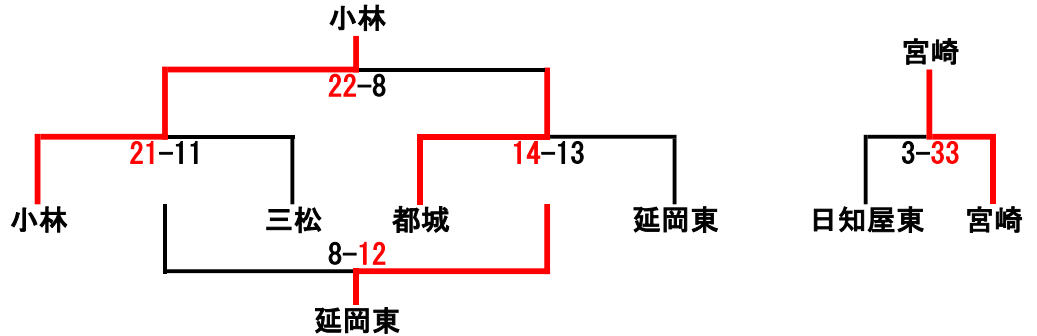 小林
宮崎
22-8
21-11
14-13
3-33
小林
三松
都城
延岡東
日知屋東
宮崎
8-12
延岡東